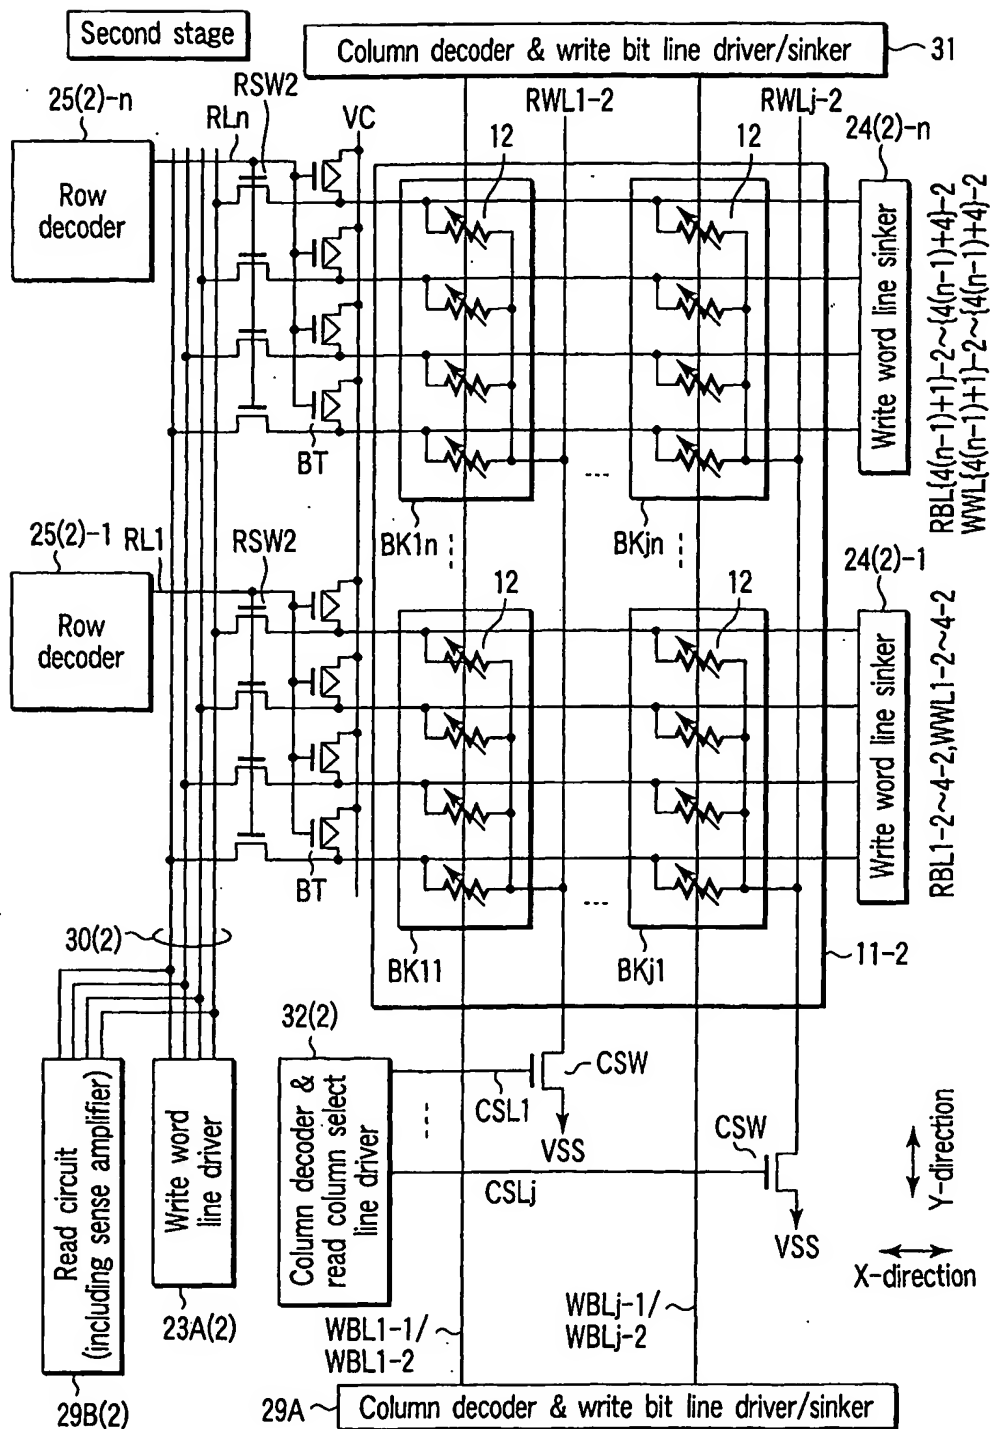 Second stage
Column decoder & write bit line driver/sinker
31
25(2)-n
RLn
RSW2
VC
RWL1-2
RWLj-2
24(2)-n
12
12
Row
decoder
Write word line sinker
RBL{4(n-1)+1}-2~{4(n-1)+4}-2
WWL{4(n-1)+1}-2~{4(n-1)+4}-2
BT
...
BK1n
BKjn
25(2)-1
RL1
RSW2
12
12
24(2)-1
Row
decoder
Write word line sinker
RBL1-2~4-2,WWL1-2~4-2
BT
...
30(2)
BK11
BKj1
11-2
Read circuit
(including sense amplifier)
Write word
line driver
32(2)
Column decoder &
read column select
line driver
CSL1
CSW
VSS
CSLj
CSW
VSS
Y-direction
X-direction
23A(2)
29B(2)
WBL1-1/
WBL1-2
WBLj-1/
WBLj-2
29A
Column decoder & write bit line driver/sinker